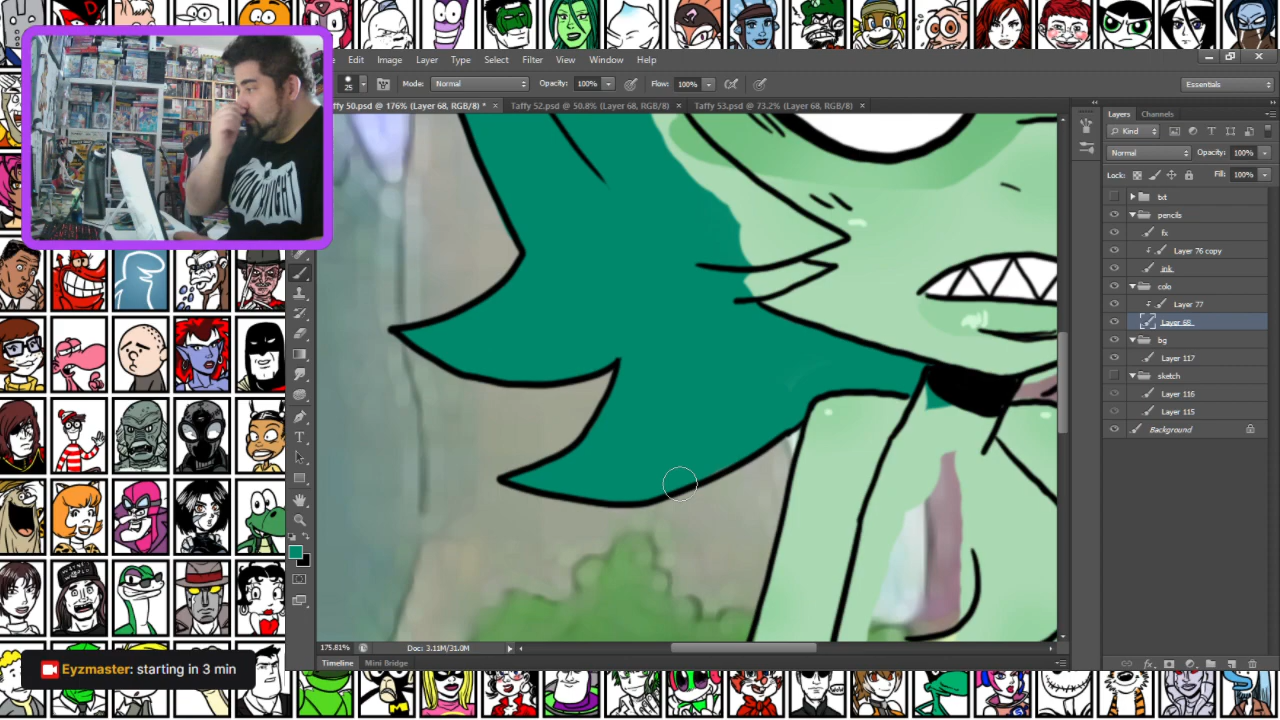 Image Layer Type Select Filter View Window Help
25 Mode: Normal Opacity: 100% Flow: 100% Essentials
ffy 50.psd @ 176% (Layer 68, RGB/8) * × Taffy 52.psd @ 50.8% (Layer 68, RGB/8) × Taffy 53.psd @ 73.2% (Layer 68, RGB/8) ×
Edit
Layers Channels
Kind
Normal Opacity: 100%
Lock: Fill: 100%
txt
pencils
fx
Layer 76 copy
ink
colo
Layer 77
Layer 68
bg
Layer 117
sketch
Layer 116
Layer 115
Background
MOON KNIGHT
175.81% Doc: 3.11M/31.0M
Timeline Mini Bridge
Eyzmaster: starting in 3 min